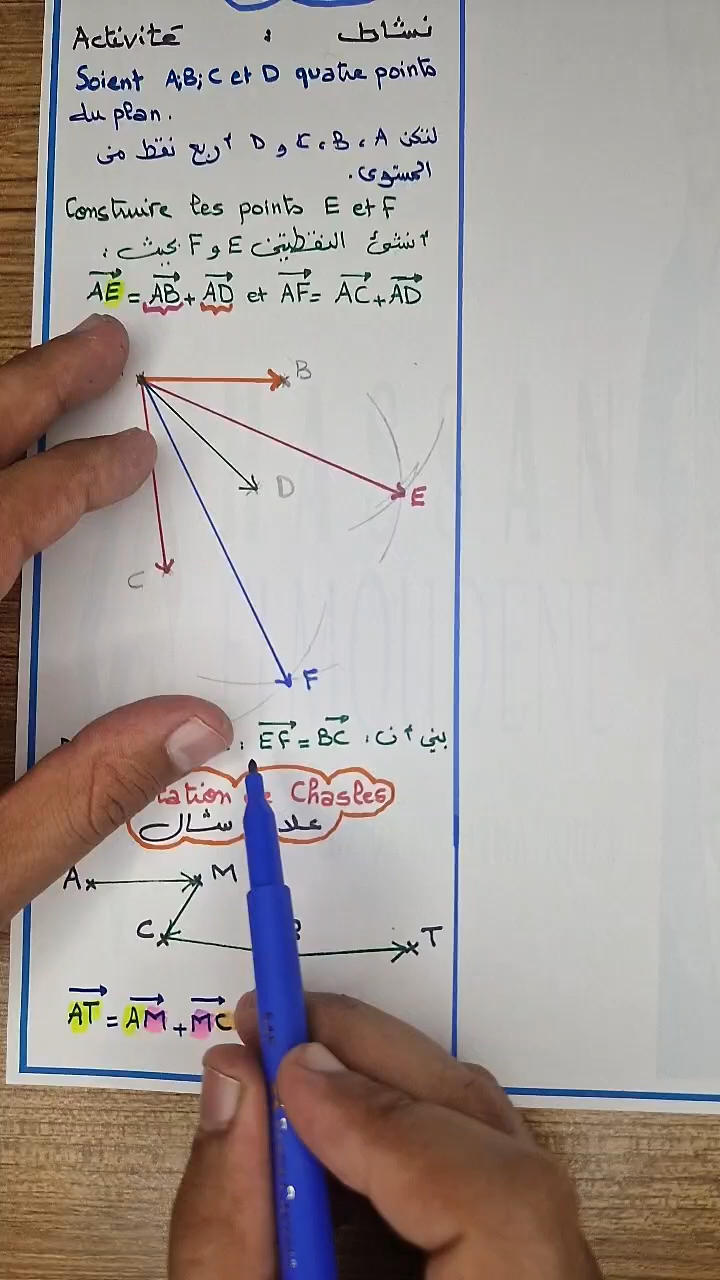 Activité : نشاط
Soient A;B;C et D quatre points
du plan.
لتكن A ، B ، C و D أربع نقط من
المستوى.
Construire les points E et F
أنشئ النقطتين E و F بحيث :
AE = AB + AD et AF = AC + AD
B
D
E
C
F
: EF = BC بيني أن :
Chasles
شال
A M
C T
AT = AM + MC